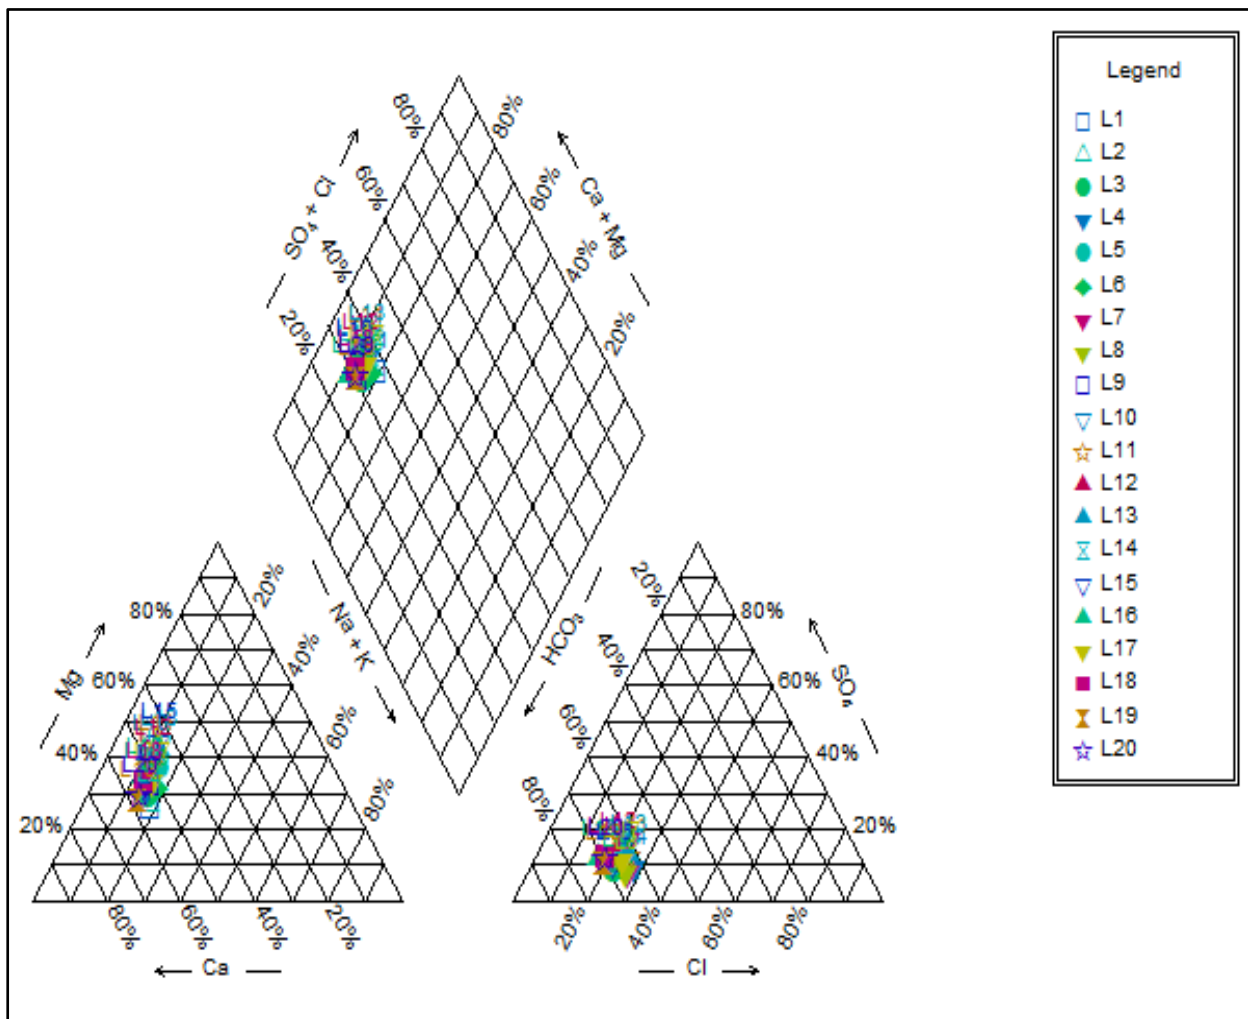 Legend
L1
L2
L3
L4
L5
L6
L7
L8
L9
L10
L11
L12
L13
L14
L15
L16
L17
L18
L19
L20
80%
80%
60%
60%
40%
40%
20%
20%
SO₄ + Cl
Ca + Mg
Na + K
HCO₃
Mg
SO₄
80%
60%
40%
20%
20%
40%
60%
80%
80%
60%
40%
20%
Ca
20%
40%
60%
80%
80%
60%
40%
20%
20%
40%
60%
80%
Cl